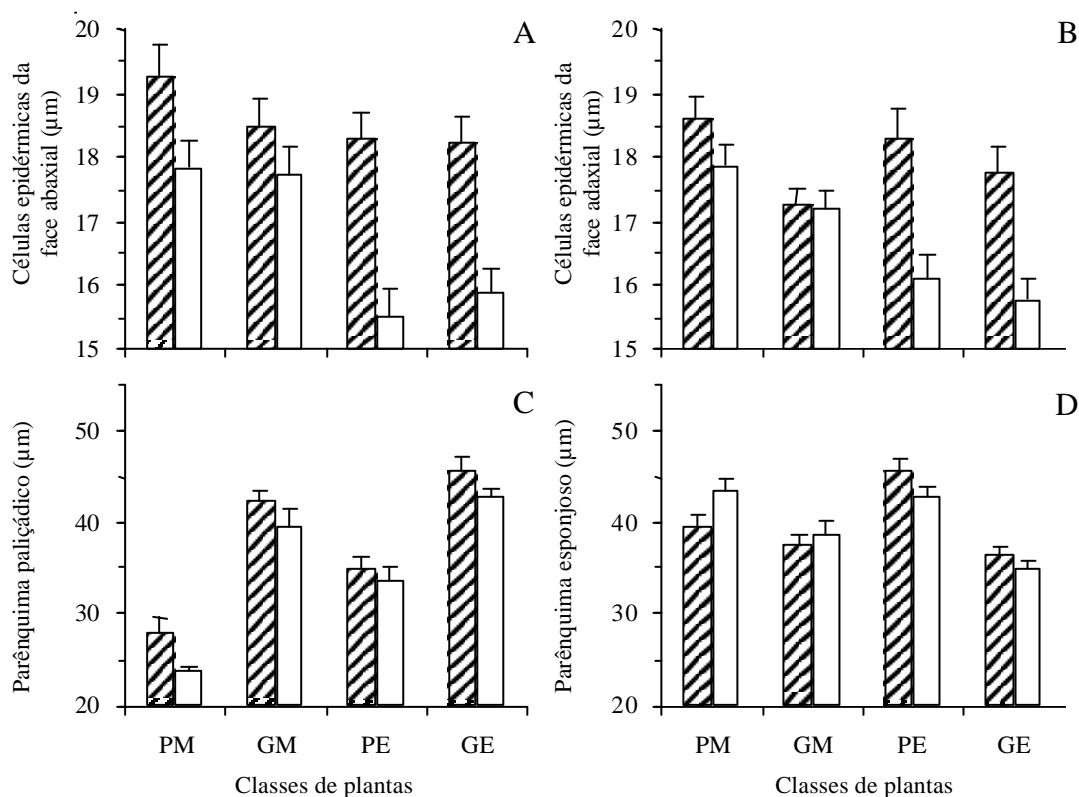 A
Células epidérmicas da
face abaxial (µm)
20
19
18
17
16
15
B
Células epidérmicas da
face adaxial (µm)
20
19
18
17
16
15
C
Parênquima paliçádico (µm)
50
40
30
20
PM GM PE GE
Classes de plantas
D
Parênquima esponjoso (µm)
50
40
30
20
PM GM PE GE
Classes de plantas